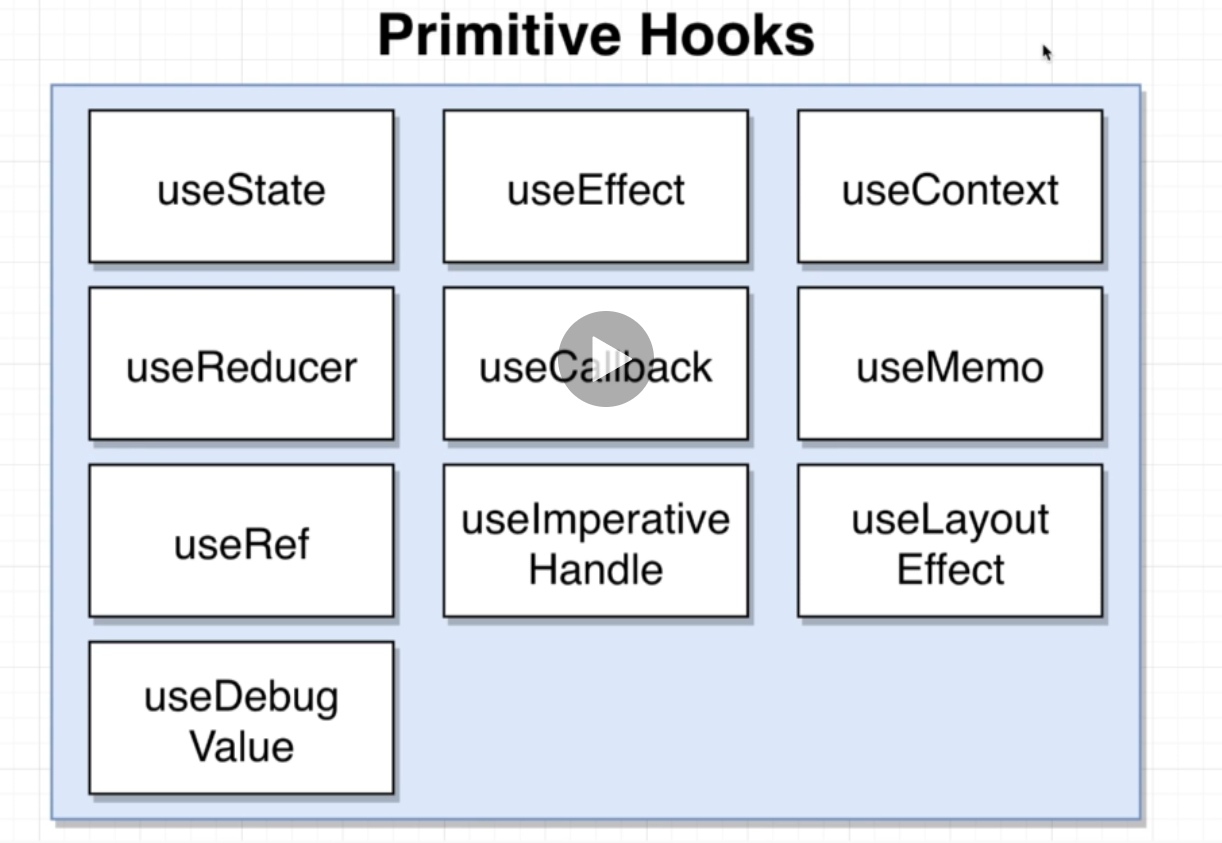 Primitive Hooks
useState
useEffect
useContext
useReducer
useCallback
useMemo
useRef
useImperative
Handle
useLayout
Effect
useDebug
Value